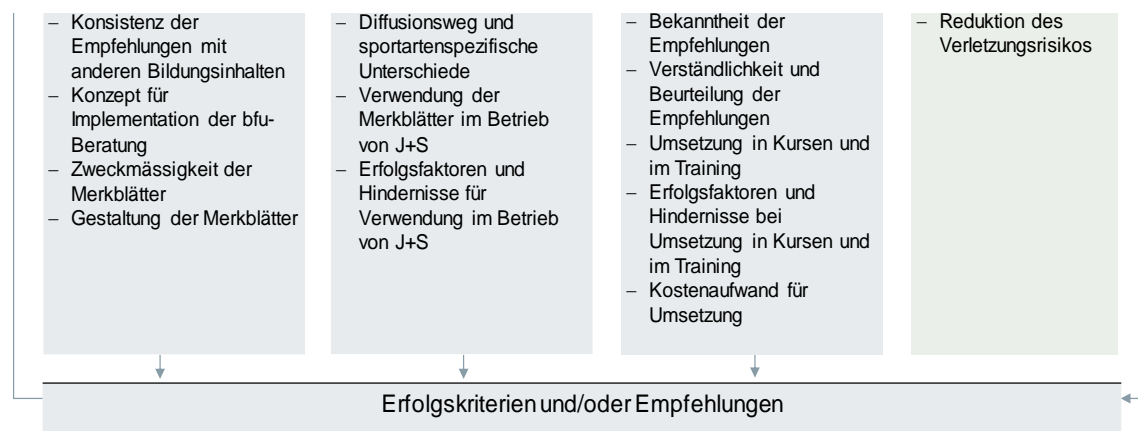 – Konsistenz der
Empfehlungen mit
anderen Bildungsinhalten
– Konzept für
Implementation der bfu-
Beratung
– Zweckmässigkeit der
Merkblätter
– Gestaltung der Merkblätter
– Diffusionsweg und
sportartenspezifische
Unterschiede
– Verwendung der
Merkblätter im Betrieb
von J+S
– Erfolgsfaktoren und
Hindernisse für
Verwendung im Betrieb
von J+S
– Bekanntheit der
Empfehlungen
– Verständlichkeit und
Beurteilung der
Empfehlungen
– Umsetzung in Kursen und
im Training
– Erfolgsfaktoren und
Hindernisse bei
Umsetzung in Kursen und
im Training
– Kostenaufwand für
Umsetzung
– Reduktion des
Verletzungsrisikos
Erfolgskriterien und/oder Empfehlungen